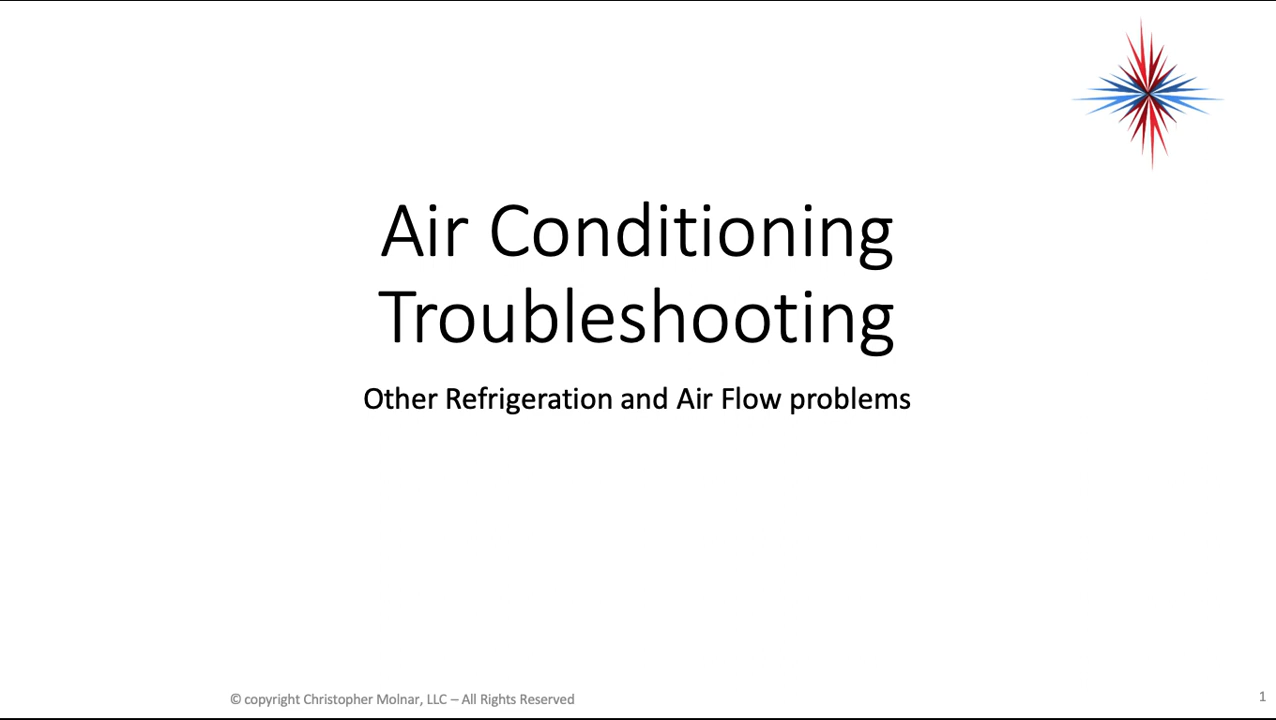 Air Conditioning
Troubleshooting
Other Refrigeration and Air Flow problems
© copyright Christopher Molnar, LLC – All Rights Reserved
1